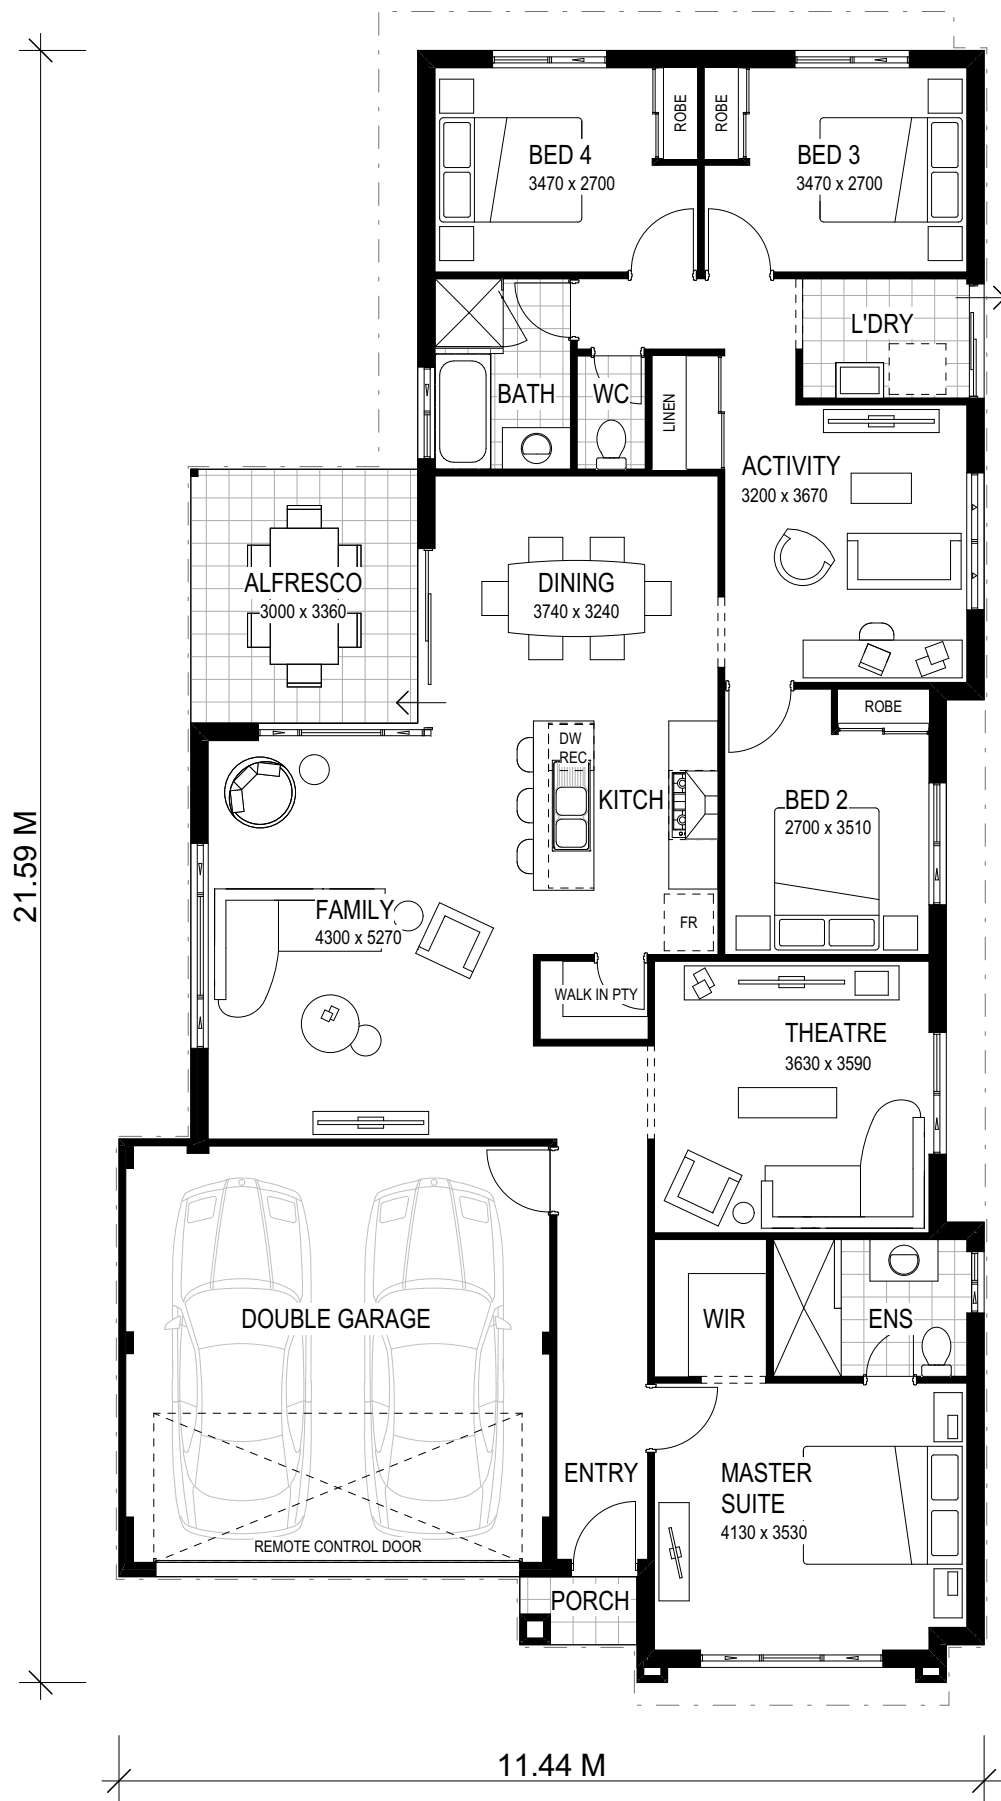 BED 4
3470 x 2700
ROBE
ROBE
BED 3
3470 x 2700
L'DRY
BATH
WC
LINEN
ACTIVITY
3200 x 3670
ALFRESCO
3000 x 3360
DINING
3740 x 3240
ROBE
DW
REC
KITCH
BED 2
2700 x 3510
21.59 M
FAMILY
4300 x 5270
FR
WALK IN PTY
THEATRE
3630 x 3590
DOUBLE GARAGE
WIR
ENS
ENTRY
MASTER
SUITE
4130 x 3530
REMOTE CONTROL DOOR
PORCH
11.44 M